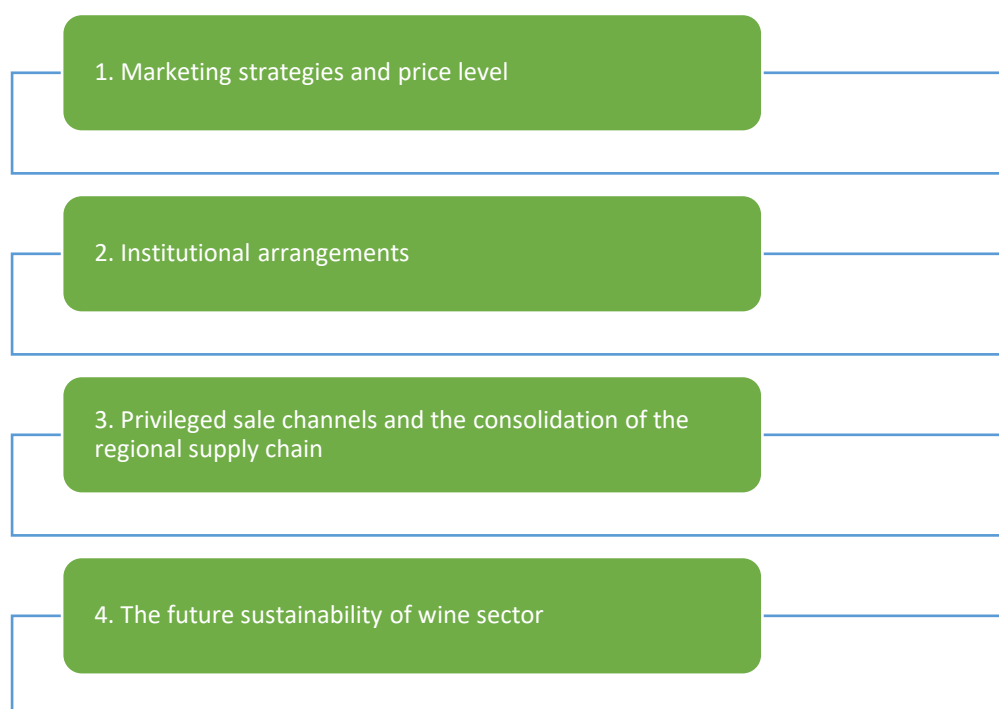 1. Marketing strategies and price level
2. Institutional arrangements
3. Privileged sale channels and the consolidation of the
regional supply chain
4. The future sustainability of wine sector